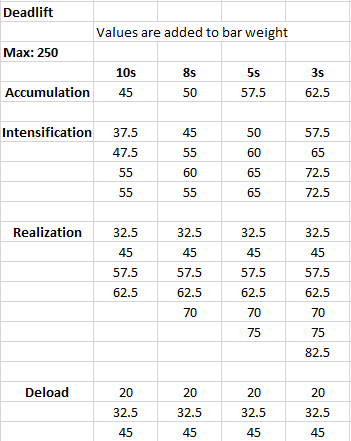 Deadlift
Values are added to bar weight
Max: 250
10s 8s 5s 3s
Accumulation 45 50 57.5 62.5
Intensification 37.5 45 50 57.5
47.5 55 60 65
55 60 65 72.5
55 55 65 72.5
Realization 32.5 32.5 32.5 32.5
45 45 45 45
57.5 57.5 57.5 57.5
62.5 62.5 62.5 62.5
70 70 70
75 75
82.5
Deload 20 20 20 20
32.5 32.5 32.5 32.5
45 45 45 45